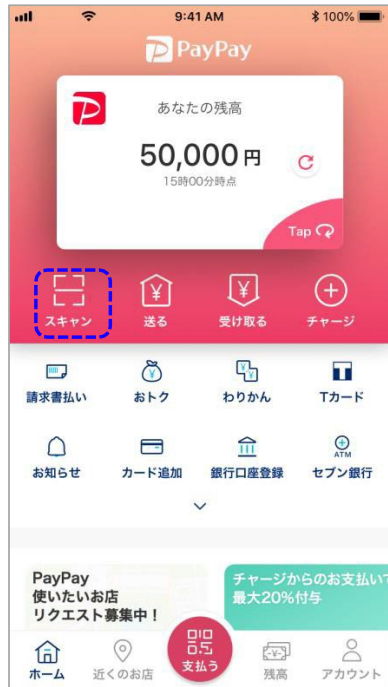 9:41 AM
100%
PayPay
あなたの残高
50,000 円
15時00分時点
Tap
スキャン
送る
受け取る
チャージ
請求書払い
おトク
わりかん
Tカード
ATM
お知らせ
カード追加
銀行口座登録
セブン銀行
PayPay
使いたいお店
リクエスト募集中！
チャージからのお支払いで
最大20%付与
ホーム
近くのお店
支払う
残高
アカウント